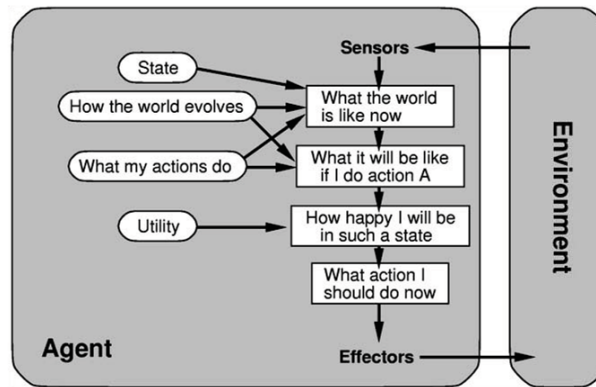 Sensors
State
What the world
is like now
How the world evolves
What my actions do
What it will be like
if I do action A
Utility
How happy I will be
in such a state
What action I
should do now
Agent
Effectors
Environment